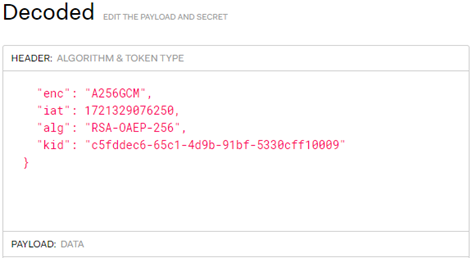 Decoded EDIT THE PAYLOAD AND SECRET
HEADER: ALGORITHM & TOKEN TYPE
"enc": "A256GCM",
"iat": 1721329076250,
"alg": "RSA-OAEP-256",
"kid": "c5fddec6-65c1-4d9b-91bf-5330cff10009"
}
PAYLOAD: DATA